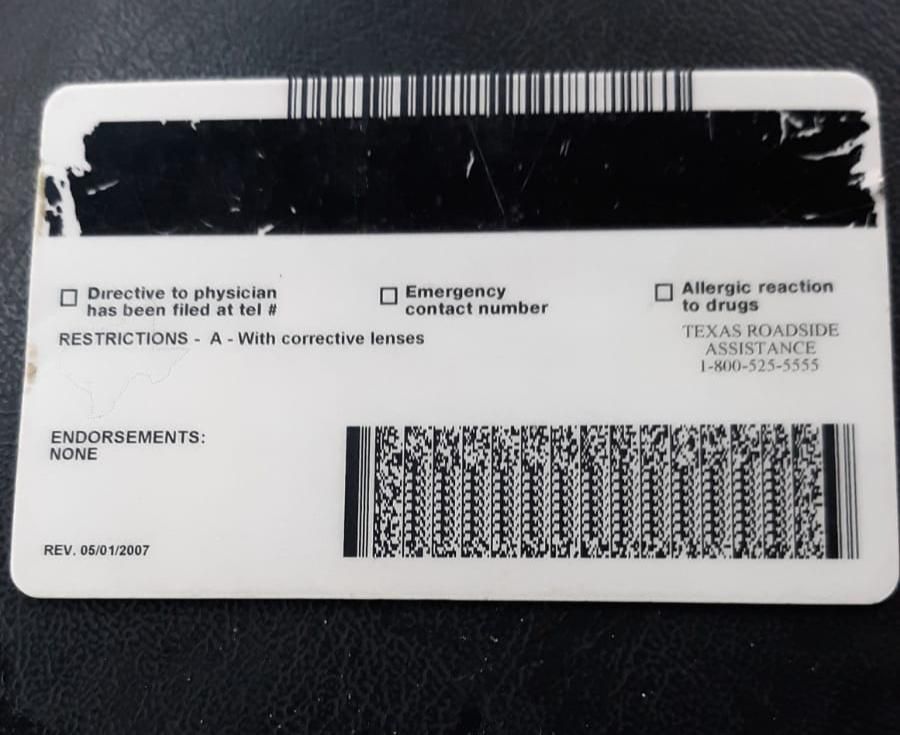 Directive to physician
has been filed at tel #
Emergency
contact number
Allergic reaction
to drugs
RESTRICTIONS - A - With corrective lenses
TEXAS ROADSIDE
ASSISTANCE
1-800-525-5555
ENDORSEMENTS:
NONE
REV. 05/01/2007